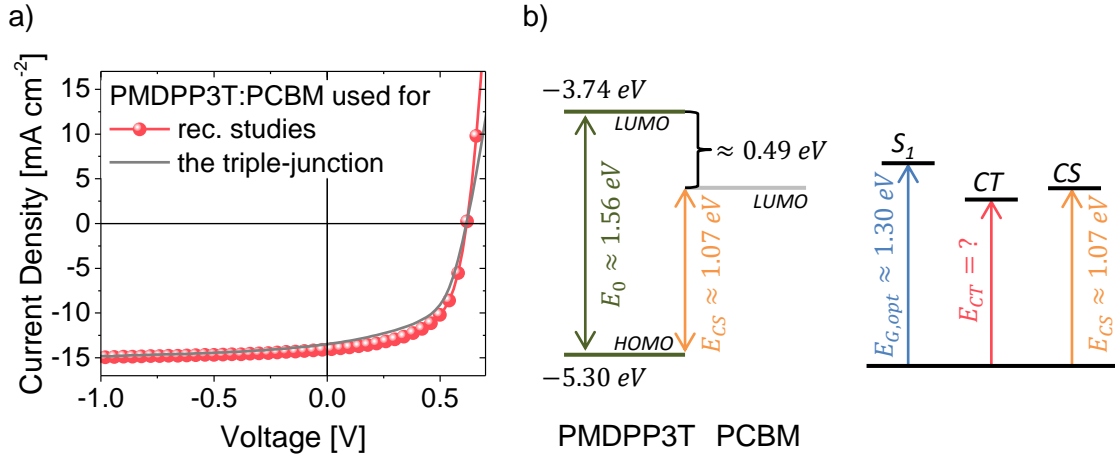 a)
Current Density [mA cm-2]
15
10
5
0
-5
-10
-15
PMDPP3T:PCBM used for
rec. studies
the triple-junction
-1.0
-0.5
0.0
0.5
Voltage [V]
b)
−3.74 eV
LUMO
≈ 0.49 eV
LUMO
E0 ≈ 1.56 eV
ECS ≈ 1.07 eV
HOMO
−5.30 eV
PMDPP3T PCBM
S1
CT
CS
EG,opt ≈ 1.30 eV
ECT = ?
ECS ≈ 1.07 eV